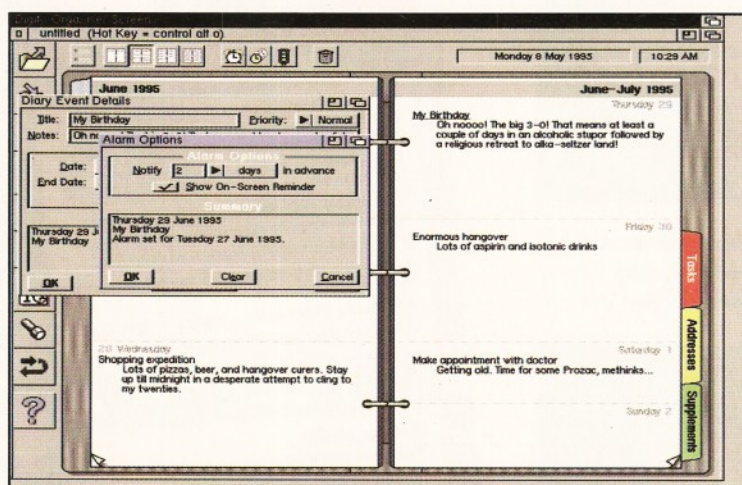 Digita Organiser Screen
untitled (Hot Key = control alt o)
Monday 8 May 1995
10:29 AM
June 1995
Diary Event Details
Title: My Birthday
Priority: Normal
Notes:
Alarm Options
Alarm Options
Notify 2 days in advance
Show On-Screen Reminder
Summary
Thursday 29 June 1995
My Birthday
Alarm set for Tuesday 27 June 1995.
OK Clear Cancel
Date:
End Date:
Thursday 29 J
My Birthday
OK
28 Wednesday
Shopping expedition
Lots of pizzas, beer, and hangover curers. Stay
up till midnight in a desperate attempt to cling to
my twenties.
June-July 1995
Thursday 29
My Birthday
Oh noooo! The big 3-0! That means at least a
couple of days in an alcoholic stupor followed by
a religious retreat to alka-seltzer land!
Friday 30
Enormous hangover
Lots of aspirin and isotonic drinks
Saturday 1
Make appointment with doctor
Getting old. Time for some Prozac, methinks...
Sunday 2
Tasks
Addresses
Supplements